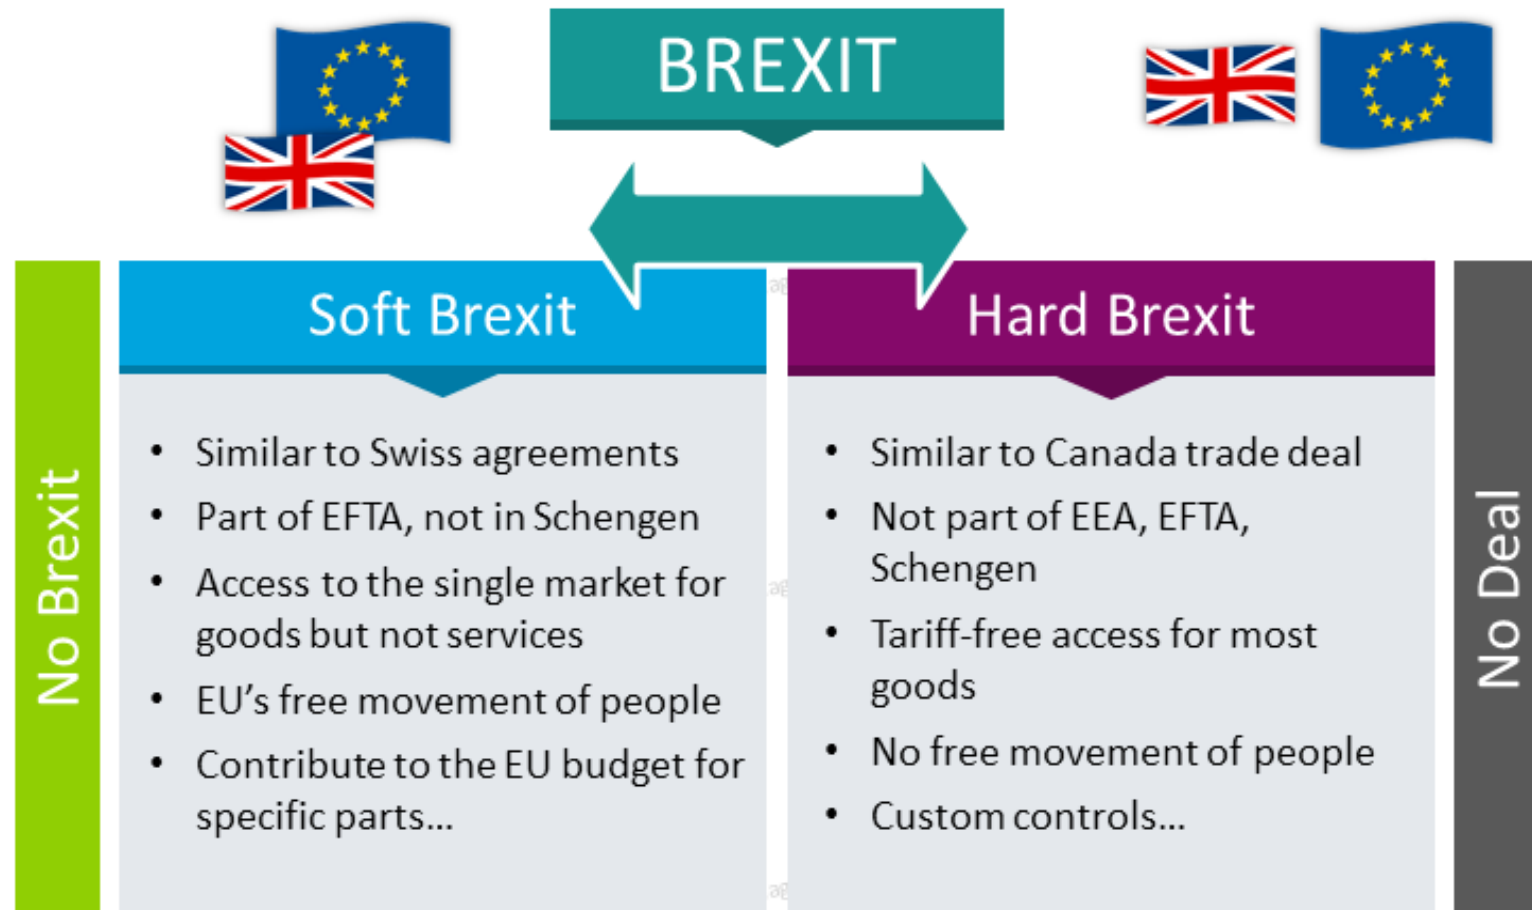 BREXIT
No Brexit
Soft Brexit
• Similar to Swiss agreements
• Part of EFTA, not in Schengen
• Access to the single market for
goods but not services
• EU’s free movement of people
• Contribute to the EU budget for
specific parts...
Hard Brexit
• Similar to Canada trade deal
• Not part of EEA, EFTA,
Schengen
• Tariff-free access for most
goods
• No free movement of people
• Custom controls...
No Deal